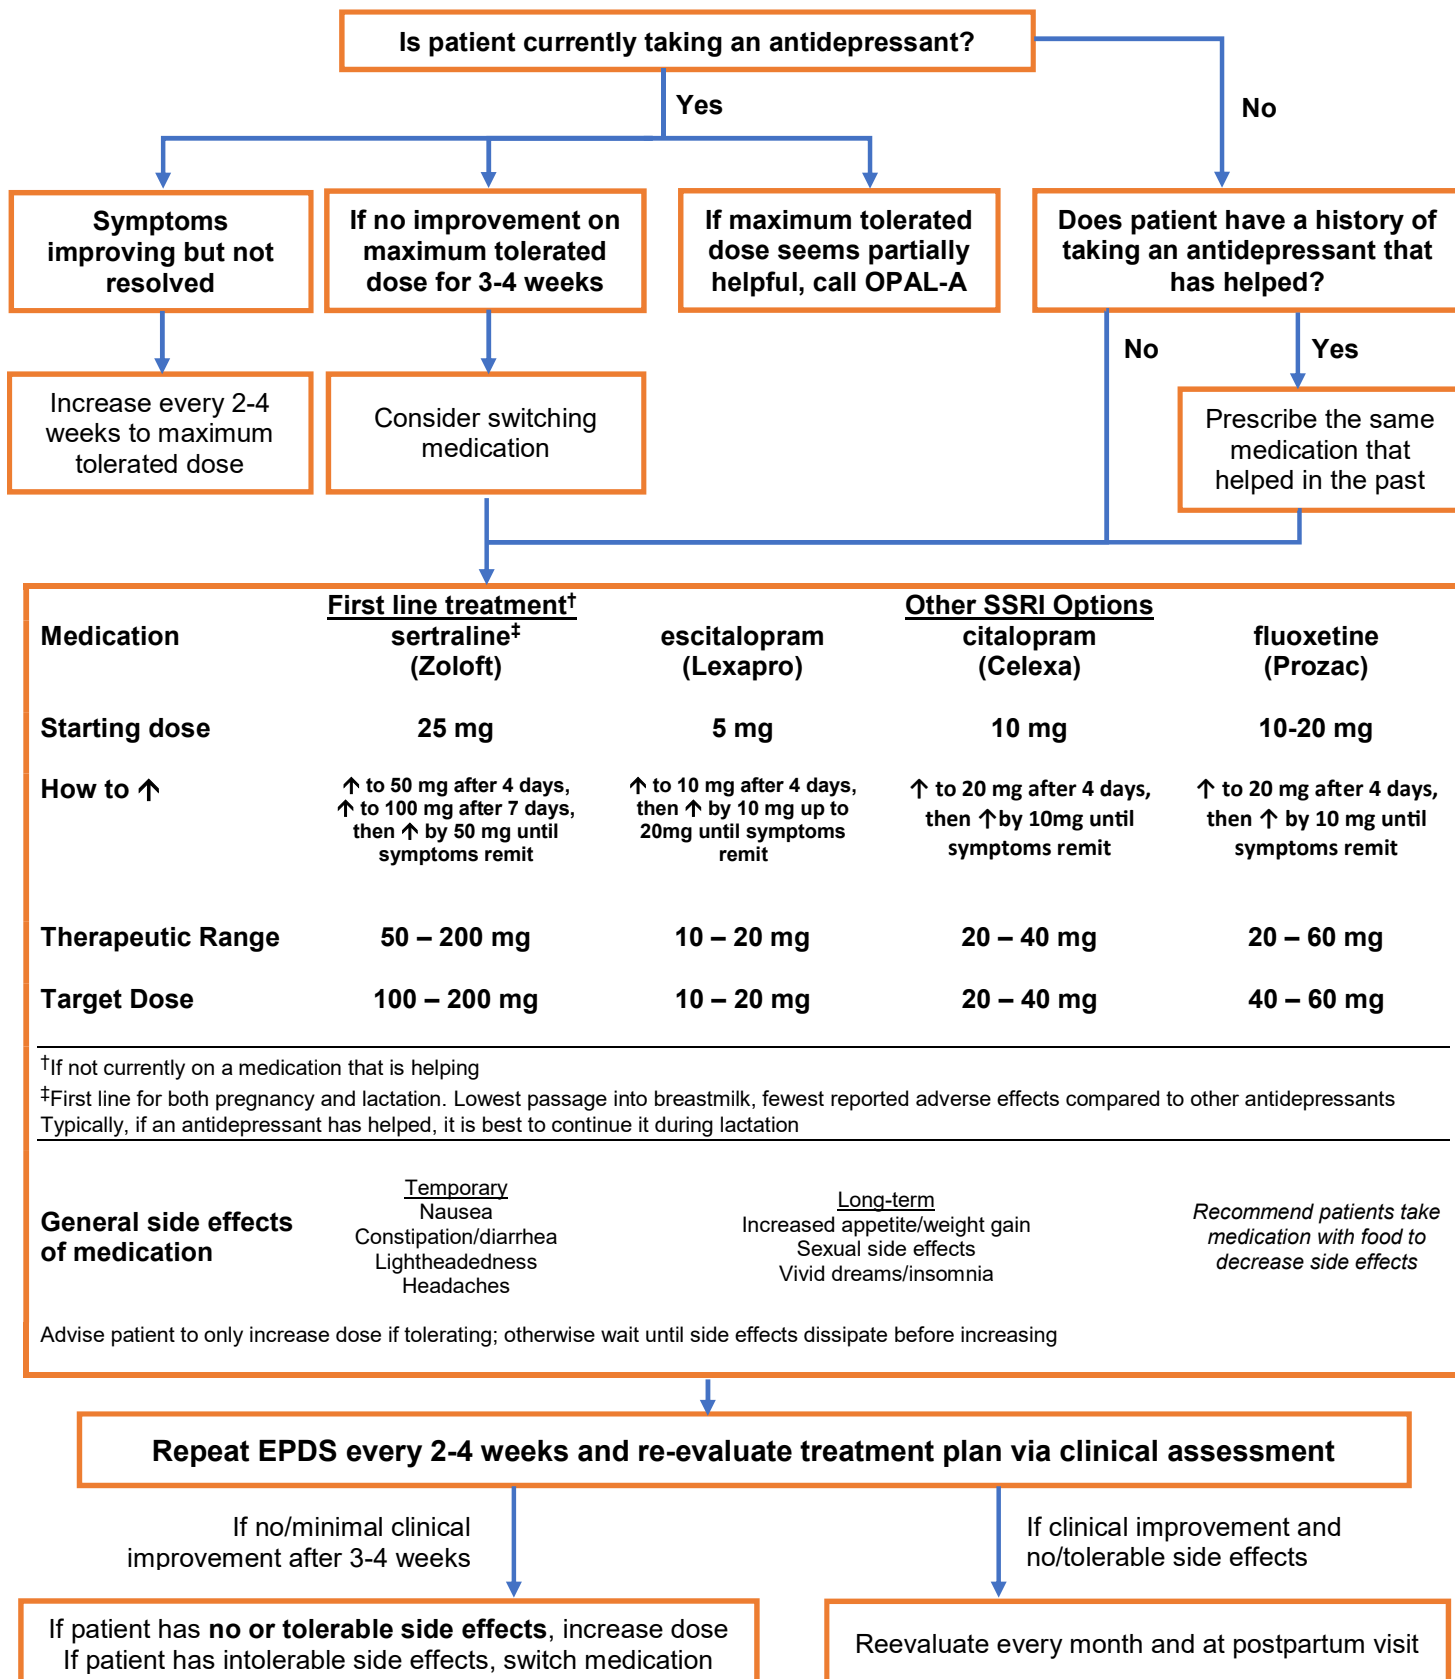 Is patient currently taking an antidepressant?
Yes
No
Symptoms
improving but not
resolved
If no improvement on
maximum tolerated
dose for 3-4 weeks
If maximum tolerated
dose seems partially
helpful, call OPAL-A
Does patient have a history of
taking an antidepressant that
has helped?
No
Yes
Increase every 2-4
weeks to maximum
tolerated dose
Consider switching
medication
Prescribe the same
medication that
helped in the past
First line treatment†
Other SSRI Options
Medication
sertraline‡
(Zoloft)
escitalopram
(Lexapro)
citalopram
(Celexa)
fluoxetine
(Prozac)
Starting dose
25 mg
5 mg
10 mg
10-20 mg
How to ↑
↑ to 50 mg after 4 days,
↑ to 100 mg after 7 days,
then ↑ by 50 mg until
symptoms remit
↑ to 10 mg after 4 days,
then ↑ by 10 mg up to
20mg until symptoms
remit
↑ to 20 mg after 4 days,
then ↑by 10mg until
symptoms remit
↑ to 20 mg after 4 days,
then ↑ by 10 mg until
symptoms remit
Therapeutic Range
50 – 200 mg
10 – 20 mg
20 – 40 mg
20 – 60 mg
Target Dose
100 – 200 mg
10 – 20 mg
20 – 40 mg
40 – 60 mg
†If not currently on a medication that is helping
‡First line for both pregnancy and lactation. Lowest passage into breastmilk, fewest reported adverse effects compared to other antidepressants
Typically, if an antidepressant has helped, it is best to continue it during lactation
General side effects
of medication
Temporary
Nausea
Constipation/diarrhea
Lightheadedness
Headaches
Long-term
Increased appetite/weight gain
Sexual side effects
Vivid dreams/insomnia
Recommend patients take
medication with food to
decrease side effects
Advise patient to only increase dose if tolerating; otherwise wait until side effects dissipate before increasing
Repeat EPDS every 2-4 weeks and re-evaluate treatment plan via clinical assessment
If no/minimal clinical
improvement after 3-4 weeks
If clinical improvement and
no/tolerable side effects
If patient has no or tolerable side effects, increase dose
If patient has intolerable side effects, switch medication
Reevaluate every month and at postpartum visit